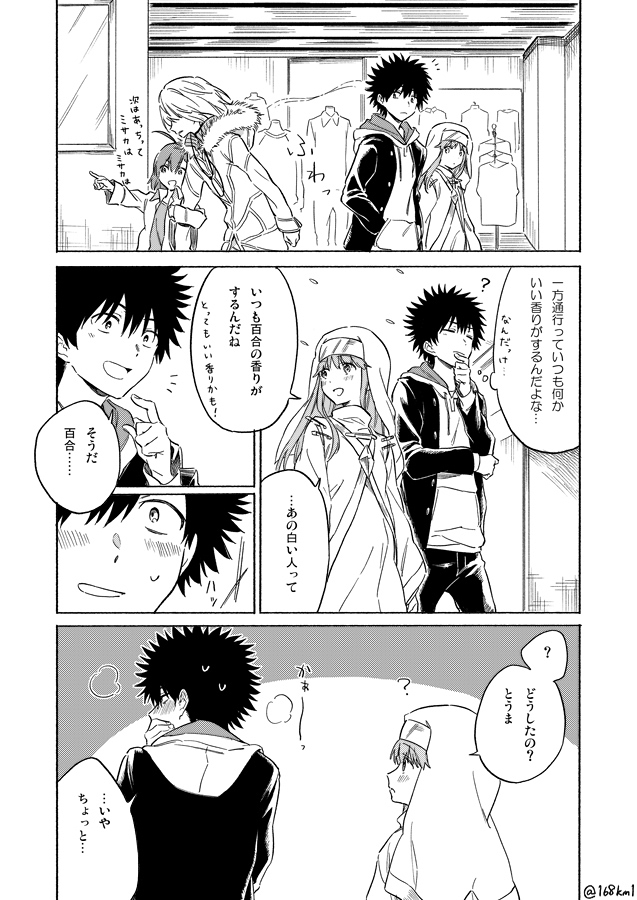 次はあっちって
ミサカは
ミサカは
ふわっ
一方通行っていつも何か
いい香りがするんだよな…
なんだっけ…
?
…あの白い人って
いつも百合の香りが
するんだね
とってもいい香りかも!
そうだ
百合……
バッ
?
どうしたの?
とうま
?
かぁーっ
…いや
ちょっと…
@168km1